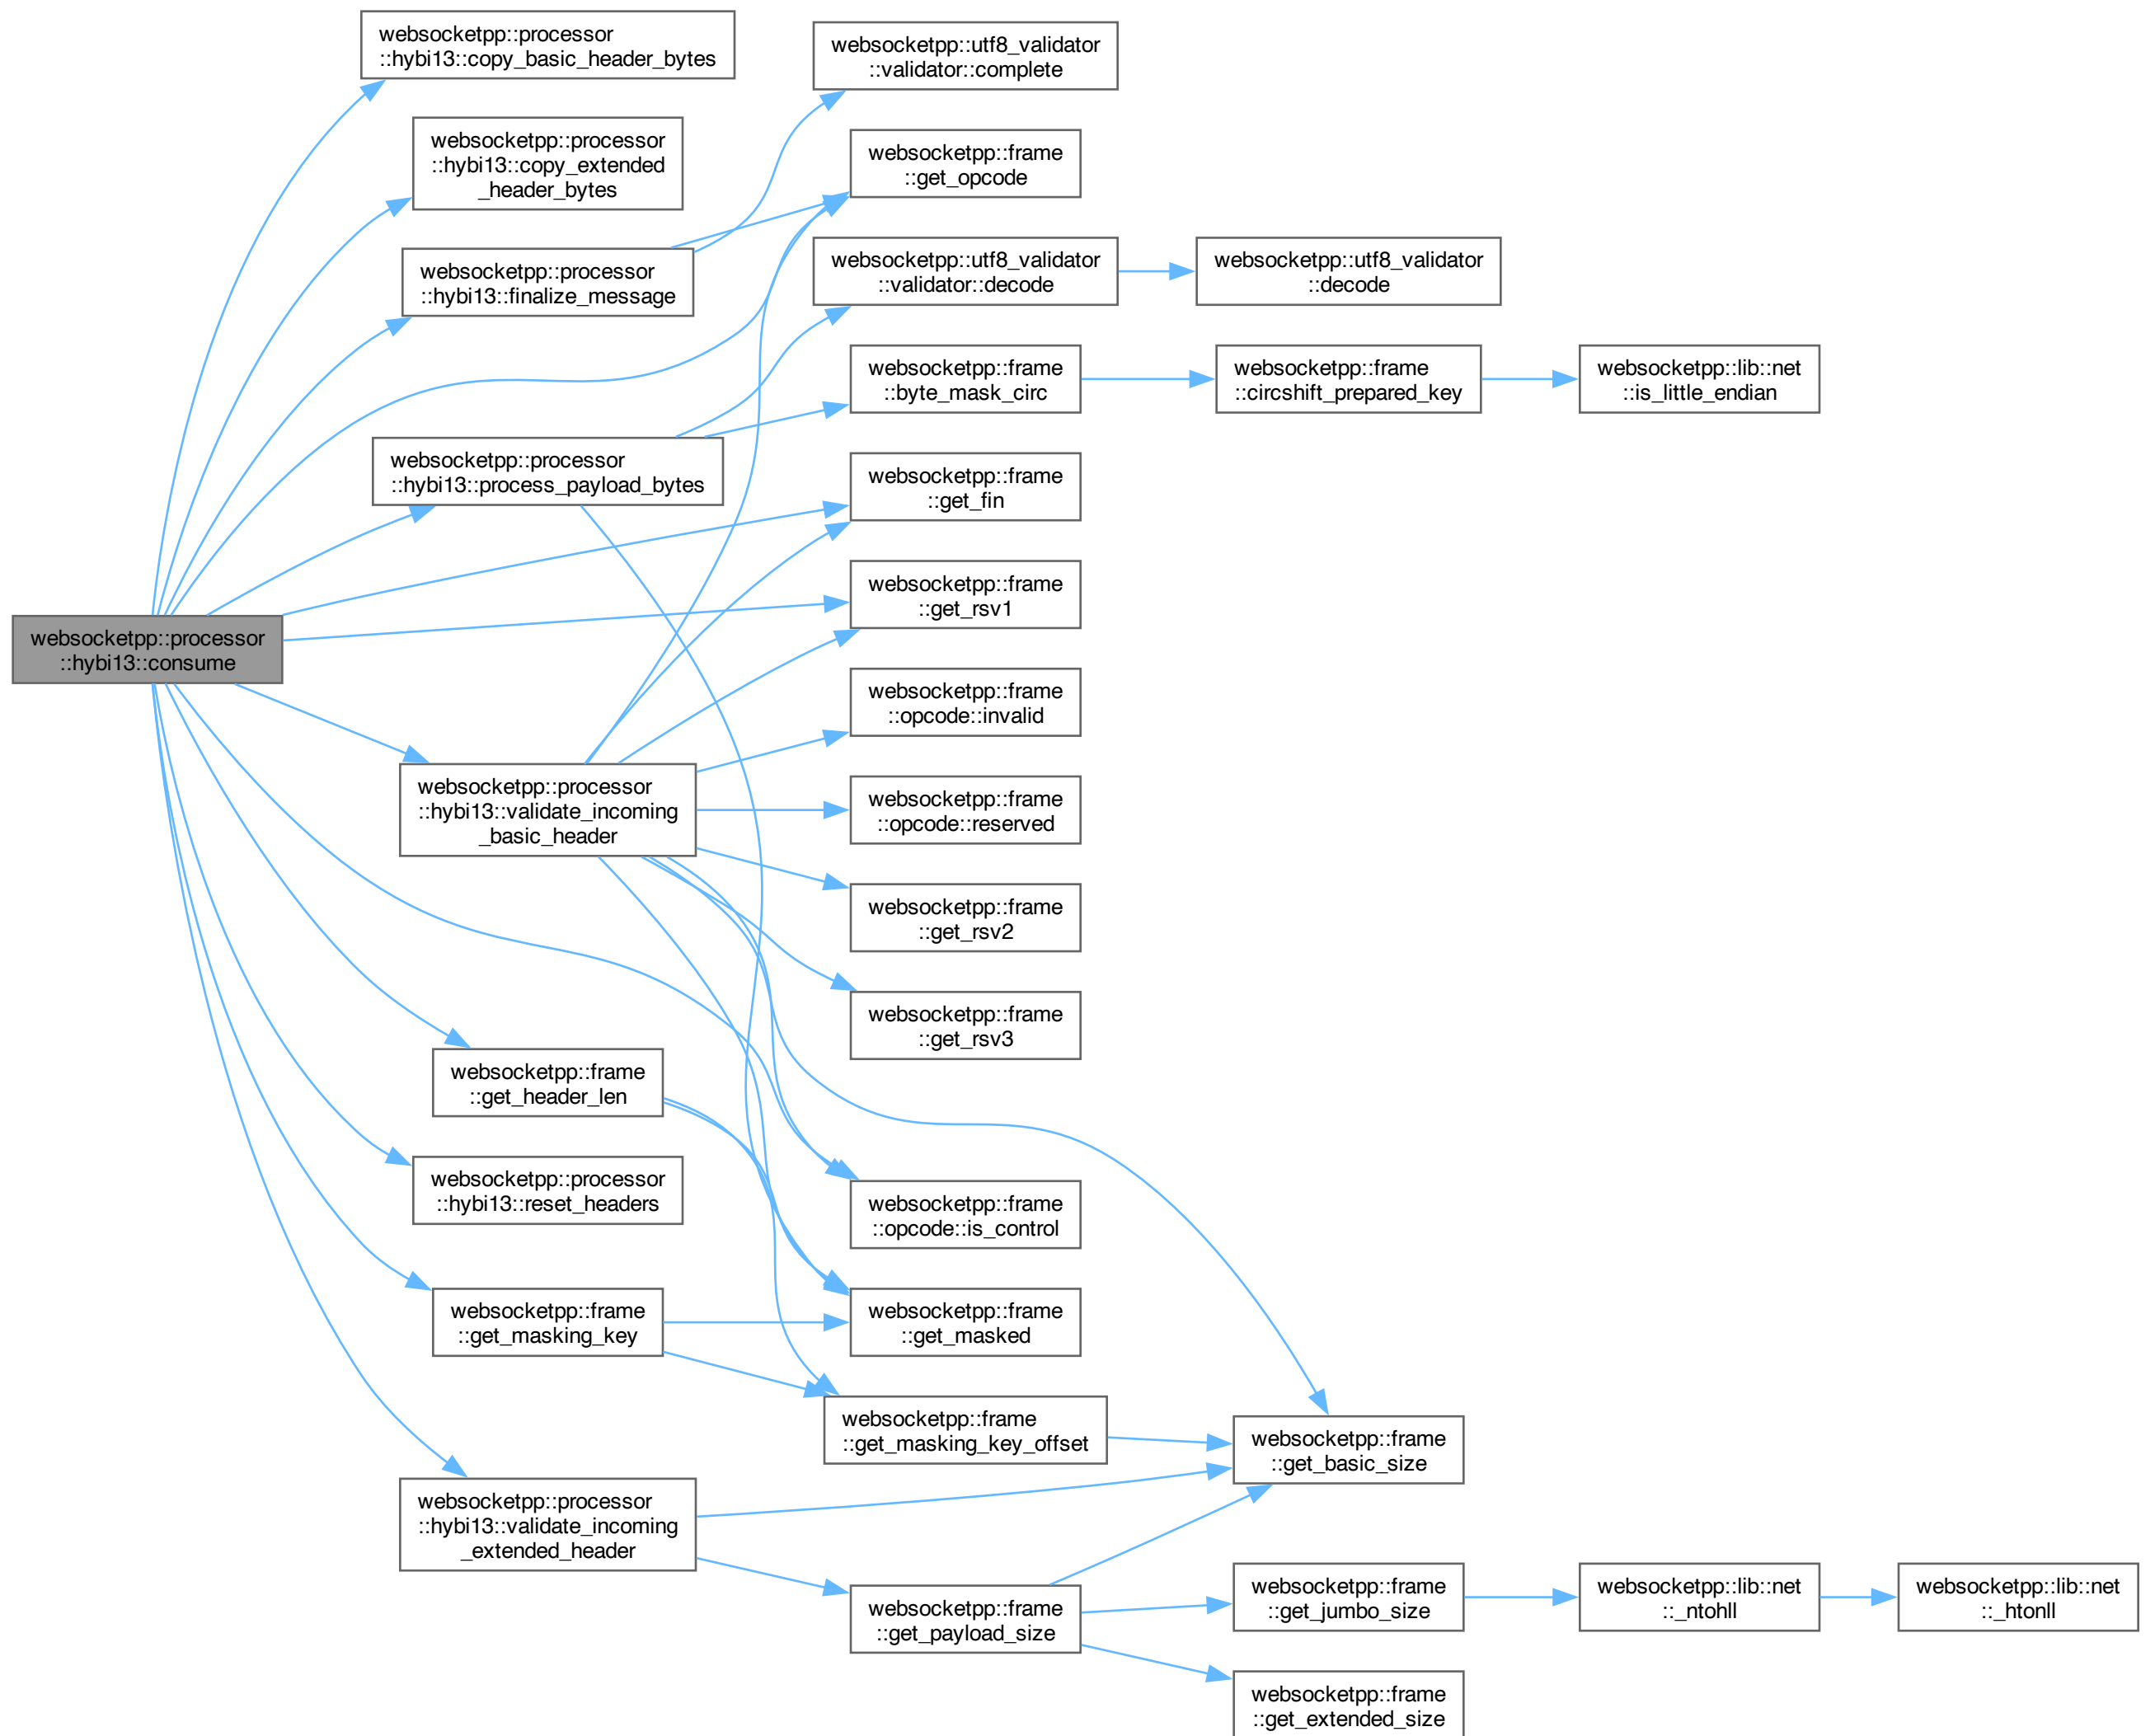 websocketpp::processor
::hybi13::consume
websocketpp::processor
::hybi13::copy_basic_header_bytes
websocketpp::processor
::hybi13::copy_extended
_header_bytes
websocketpp::processor
::hybi13::finalize_message
websocketpp::processor
::hybi13::process_payload_bytes
websocketpp::processor
::hybi13::validate_incoming
_basic_header
websocketpp::frame
::get_header_len
websocketpp::processor
::hybi13::reset_headers
websocketpp::frame
::get_masking_key
websocketpp::processor
::hybi13::validate_incoming
_extended_header
websocketpp::utf8_validator
::validator::complete
websocketpp::frame
::get_opcode
websocketpp::utf8_validator
::validator::decode
websocketpp::frame
::byte_mask_circ
websocketpp::frame
::get_fin
websocketpp::frame
::get_rsv1
websocketpp::frame
::opcode::invalid
websocketpp::frame
::opcode::reserved
websocketpp::frame
::get_rsv2
websocketpp::frame
::get_rsv3
websocketpp::frame
::opcode::is_control
websocketpp::frame
::get_masked
websocketpp::frame
::get_masking_key_offset
websocketpp::frame
::get_payload_size
websocketpp::utf8_validator
::decode
websocketpp::frame
::circshift_prepared_key
websocketpp::frame
::get_basic_size
websocketpp::frame
::get_jumbo_size
websocketpp::frame
::get_extended_size
websocketpp::lib::net
::is_little_endian
websocketpp::lib::net
::_ntohll
websocketpp::lib::net
::_htonll